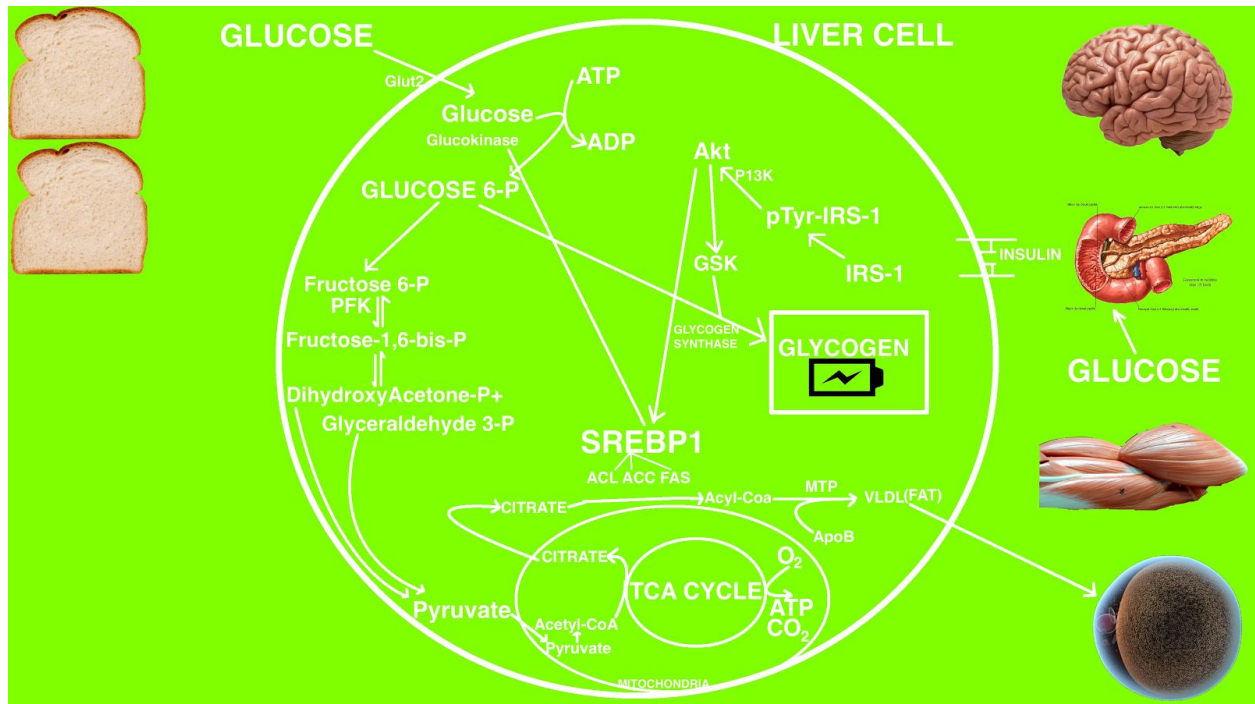 GLUCOSE
LIVER CELL
Glut2
ATP
Glucose
Glucokinase
ADP
Akt
P13K
GLUCOSE 6-P
pTyr-IRS-1
INSULIN
GSK
IRS-1
Fructose 6-P
PFK
GLYCOGEN
SYNTHASE
Fructose-1,6-bis-P
GLYCOGEN
GLUCOSE
DihydroxyAcetone-P+
Glyceraldehyde 3-P
SREBP1
ACL ACC FAS
CITRATE
Acyl-Coa
MTP
VLDL(FAT)
ApoB
CITRATE
O2
TCA CYCLE
ATP
CO2
Pyruvate
Acetyl-CoA
Pyruvate
MITOCHONDRIA